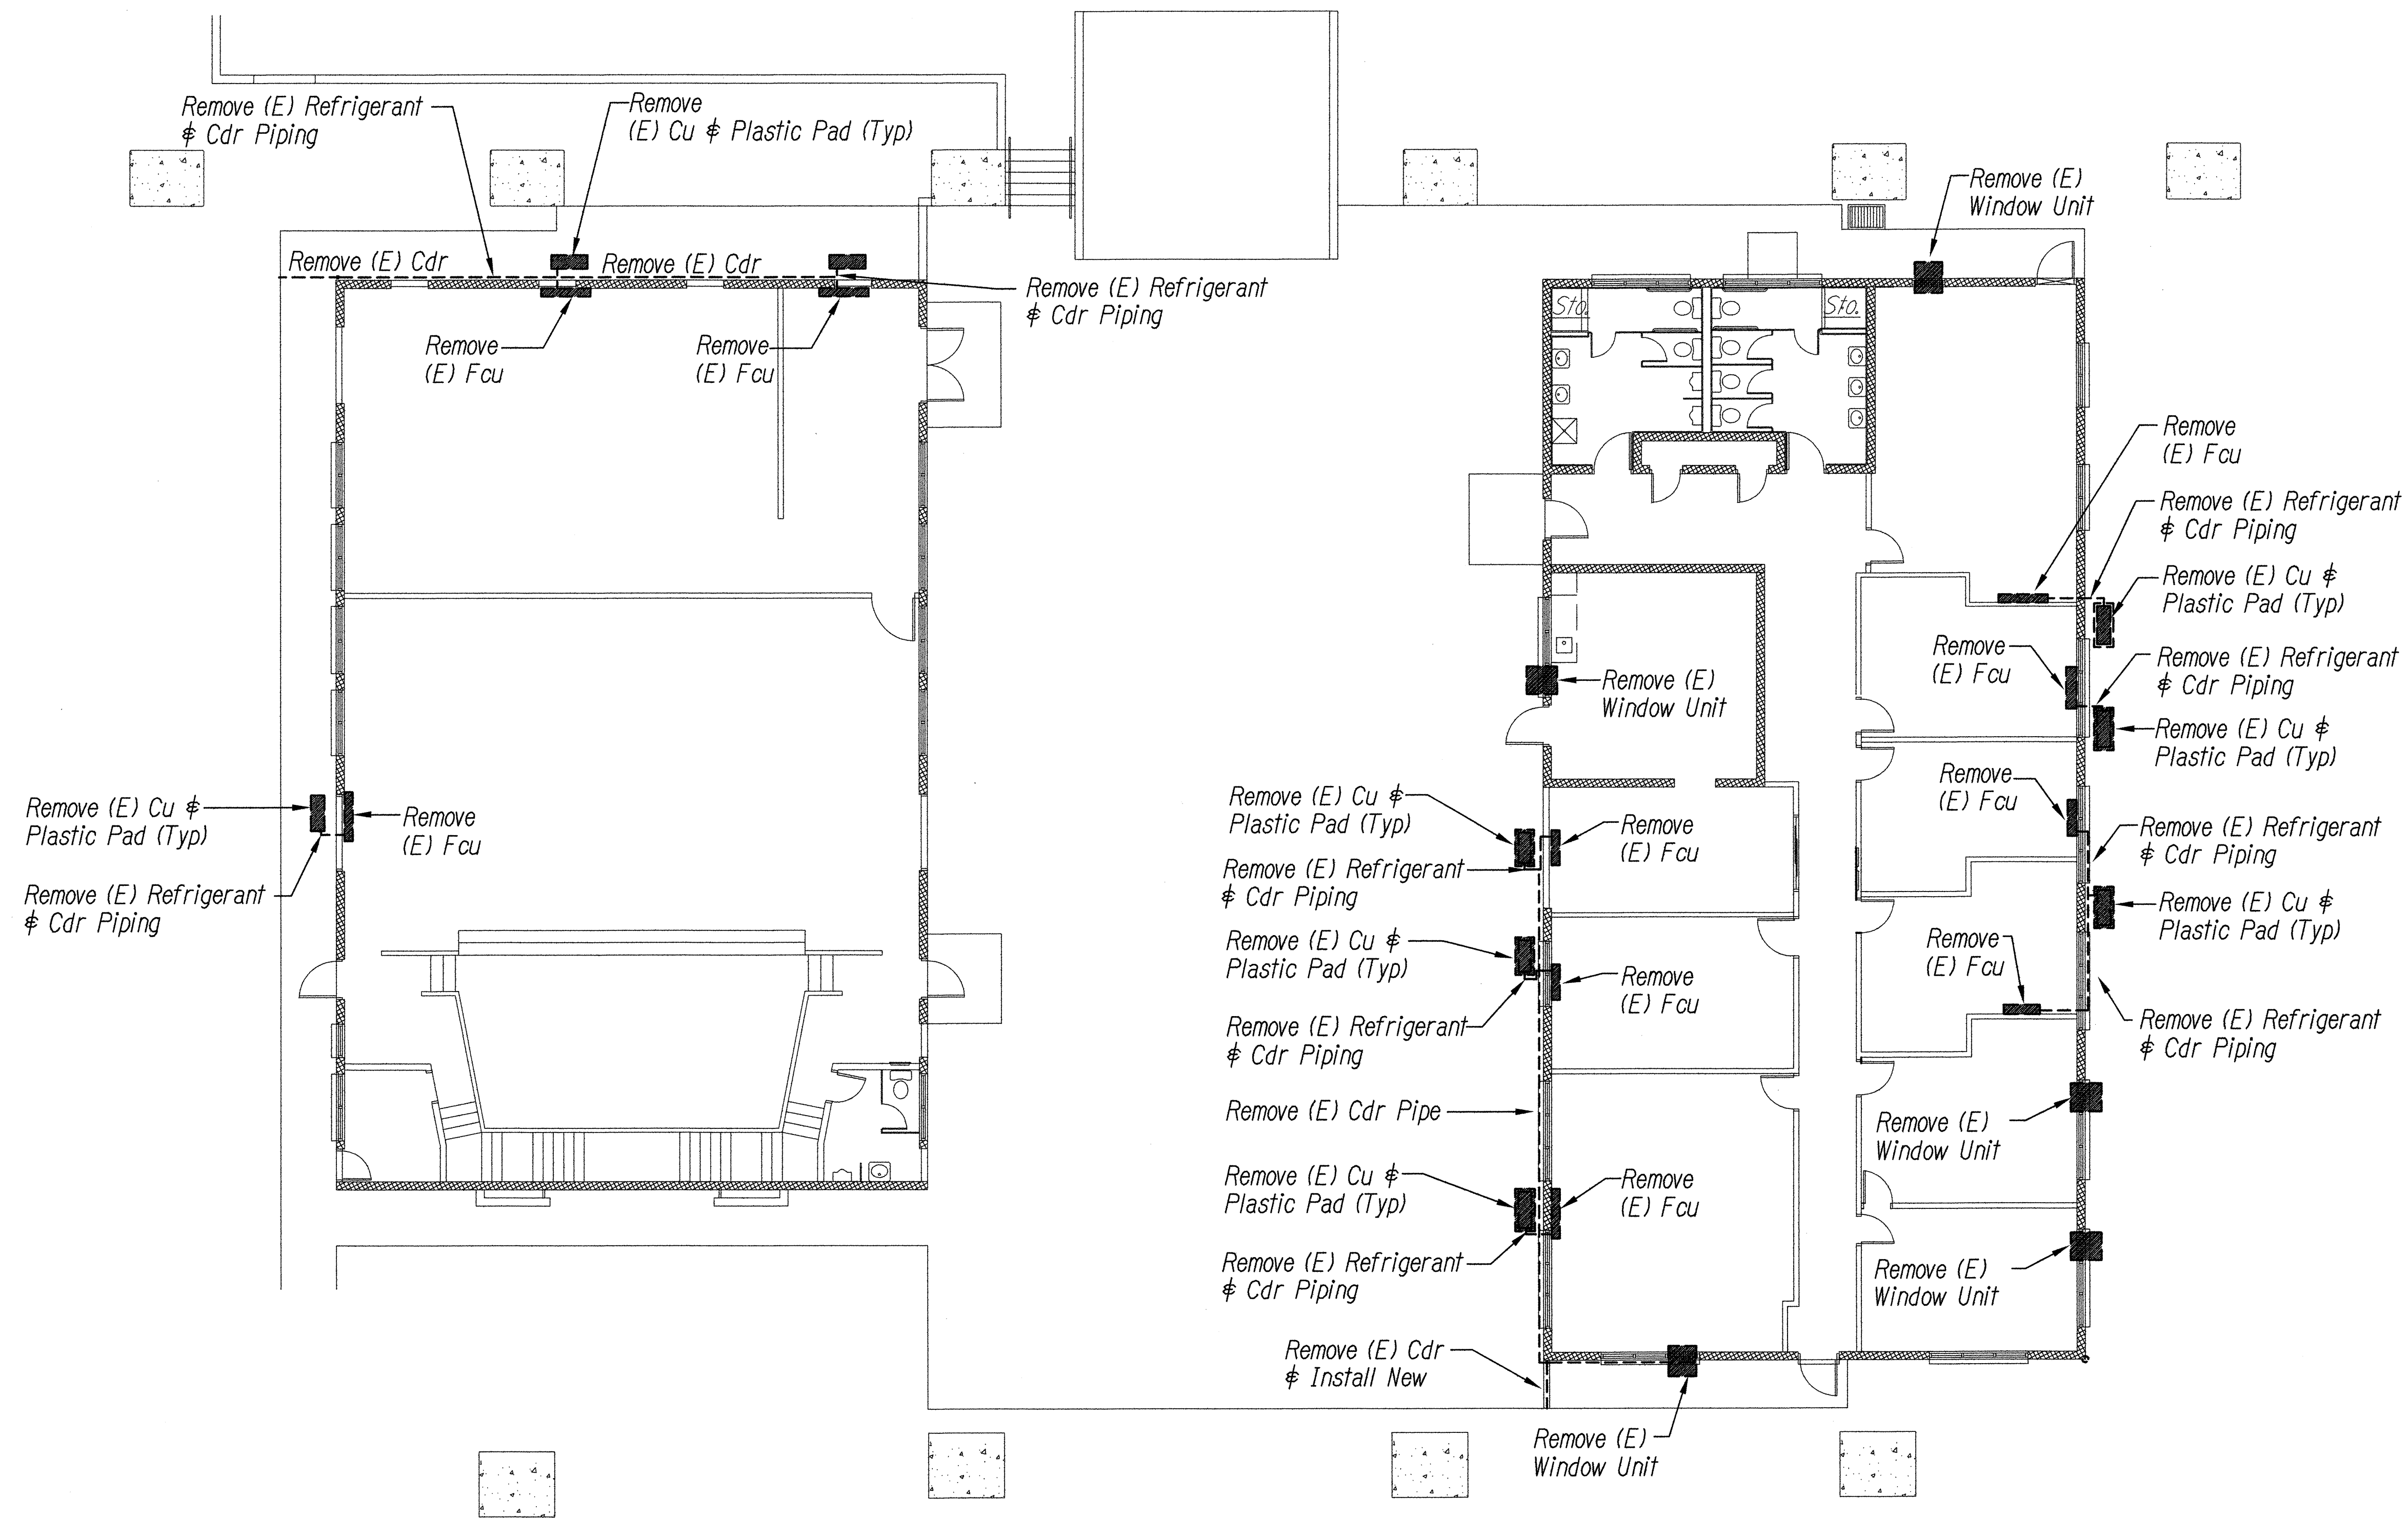 Remove (E) Refrigerant
& Cdr Piping
Remove
(E) Cu & Plastic Pad (Typ)
Remove (E)
Window Unit
Remove (E) Cdr
Remove (E) Cdr
Remove (E) Refrigerant
& Cdr Piping
Sto.
Sto.
Remove
(E) Fcu
Remove
(E) Fcu
Remove
(E) Fcu
Remove (E) Refrigerant
& Cdr Piping
Remove (E) Cu &
Plastic Pad (Typ)
Remove
(E) Fcu
Remove (E) Refrigerant
& Cdr Piping
Remove (E)
Window Unit
Remove (E) Cu &
Plastic Pad (Typ)
Remove
(E) Fcu
Remove (E) Cu &
Plastic Pad (Typ)
Remove
(E) Fcu
Remove (E) Refrigerant
& Cdr Piping
Remove (E) Cu &
Plastic Pad (Typ)
Remove
(E) Fcu
Remove (E) Refrigerant
& Cdr Piping
Remove (E) Refrigerant
& Cdr Piping
Remove (E) Cu &
Plastic Pad (Typ)
Remove (E) Cu &
Plastic Pad (Typ)
Remove
(E) Fcu
Remove
(E) Fcu
Remove (E) Refrigerant
& Cdr Piping
Remove (E) Refrigerant
& Cdr Piping
Remove (E) Cdr Pipe
Remove (E)
Window Unit
Remove (E) Cu &
Plastic Pad (Typ)
Remove
(E) Fcu
Remove (E) Refrigerant
& Cdr Piping
Remove (E)
Window Unit
Remove (E) Cdr
& Install New
Remove (E)
Window Unit